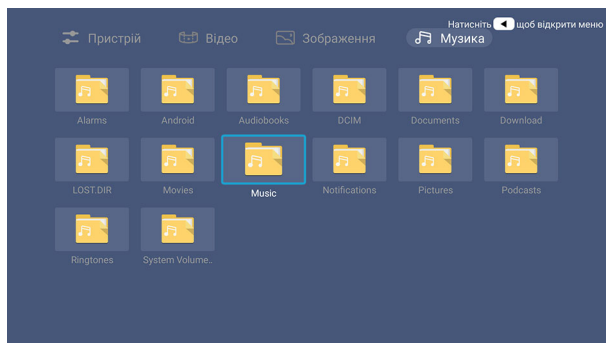 Натисніть щоб відкрити меню
Пристрій Відео Зображення Музика
Alarms Android Audiobooks DCIM Documents Download
LOST.DIR Movies Music Notifications Pictures Podcasts
Ringtones System Volume..